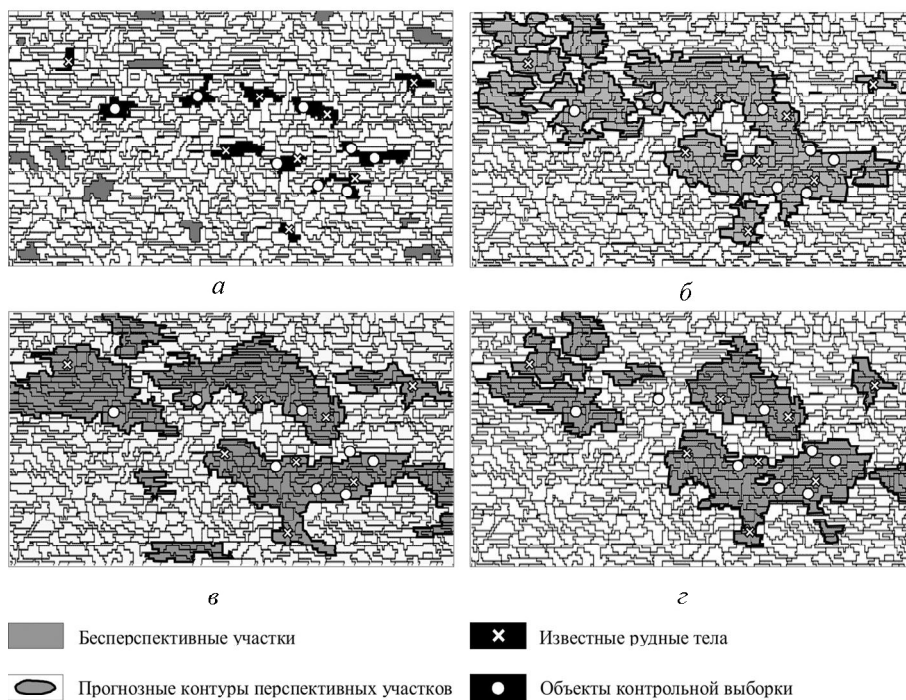 а
б
в
г
Бесперспективные участки
Известные рудные тела
Прогнозные контуры перспективных участков
Объекты контрольной выборки